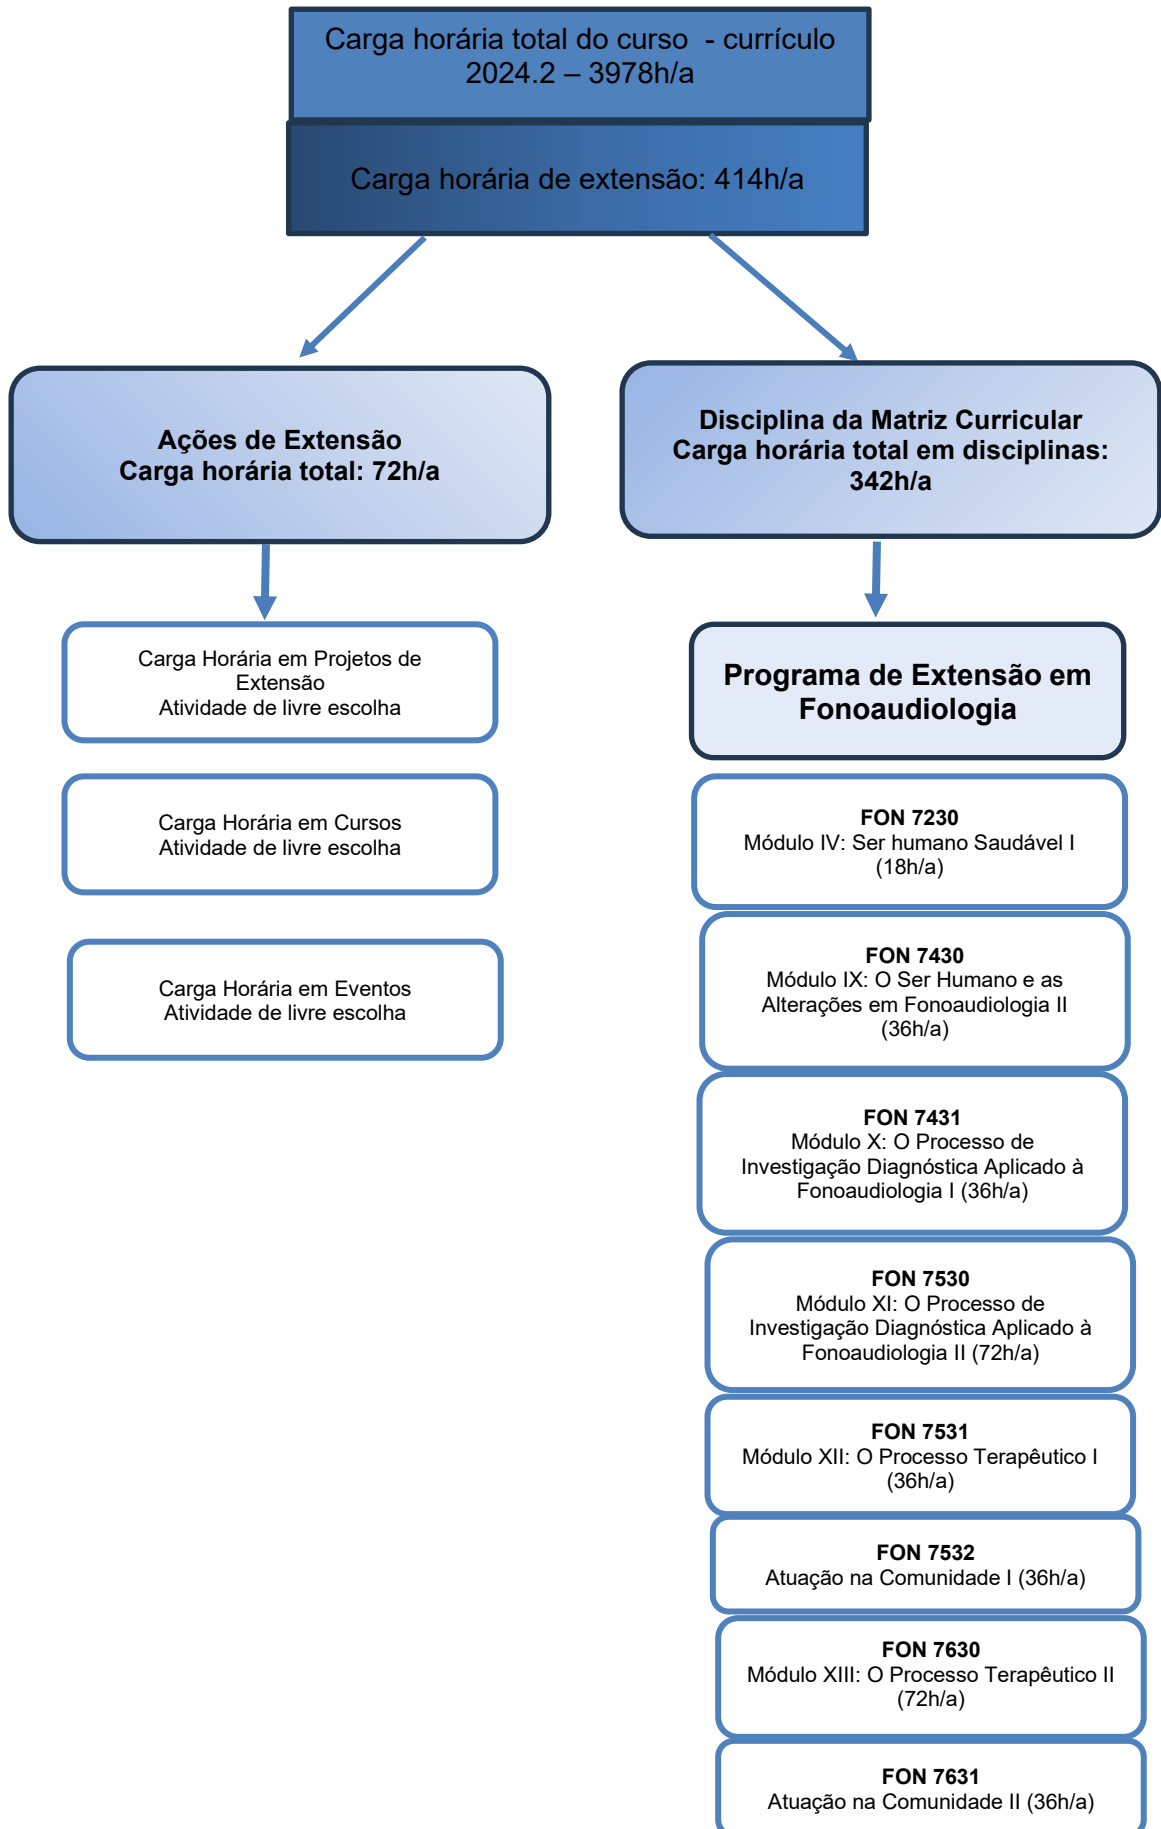 Carga horária total do curso - currículo
2024.2 – 3978h/a
Carga horária de extensão: 414h/a
Ações de Extensão
Carga horária total: 72h/a
Disciplina da Matriz Curricular
Carga horária total em disciplinas:
342h/a
Carga Horária em Projetos de
Extensão
Atividade de livre escolha
Carga Horária em Cursos
Atividade de livre escolha
Carga Horária em Eventos
Atividade de livre escolha
Programa de Extensão em
Fonoaudiologia
FON 7230
Módulo IV: Ser humano Saudável I
(18h/a)
FON 7430
Módulo IX: O Ser Humano e as
Alterações em Fonoaudiologia II
(36h/a)
FON 7431
Módulo X: O Processo de
Investigação Diagnóstica Aplicado à
Fonoaudiologia I (36h/a)
FON 7530
Módulo XI: O Processo de
Investigação Diagnóstica Aplicado à
Fonoaudiologia II (72h/a)
FON 7531
Módulo XII: O Processo Terapêutico I
(36h/a)
FON 7532
Atuação na Comunidade I (36h/a)
FON 7630
Módulo XIII: O Processo Terapêutico II
(72h/a)
FON 7631
Atuação na Comunidade II (36h/a)